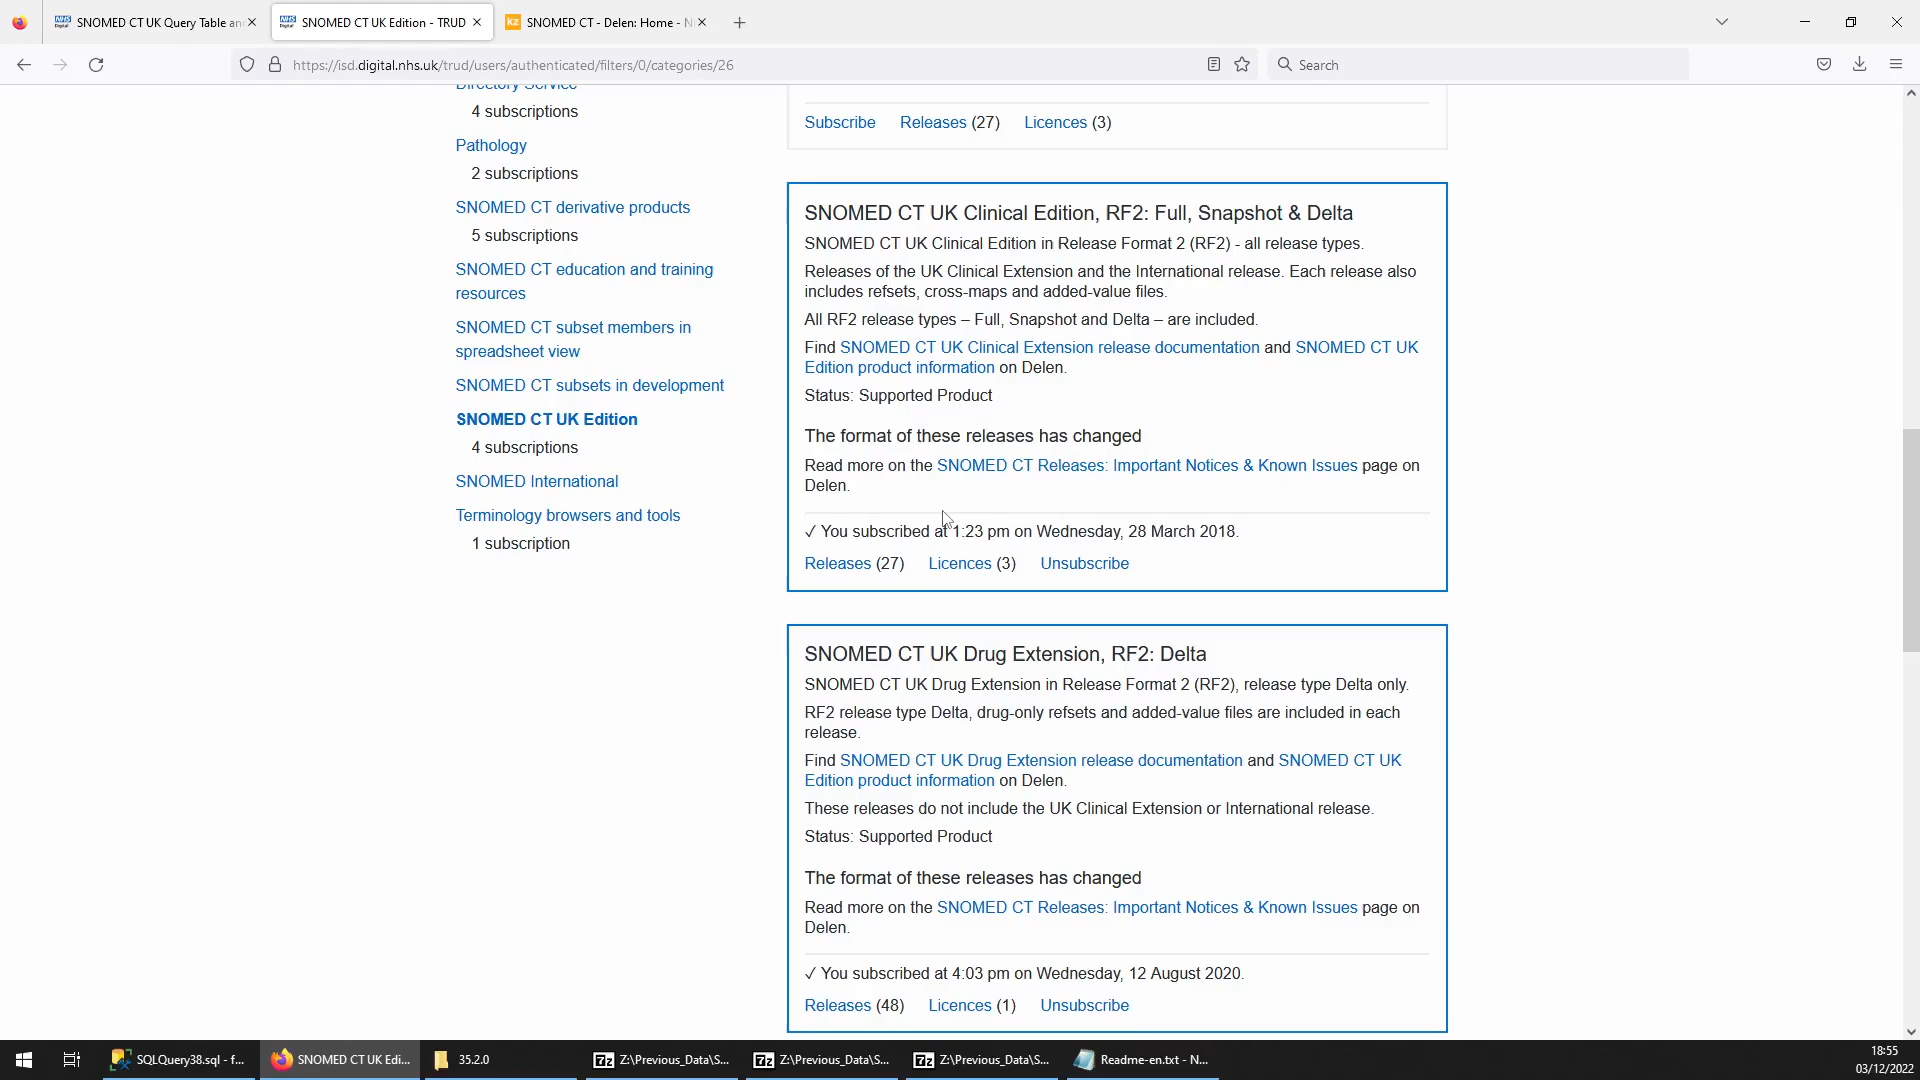 SNOMED CT UK Query Table an
SNOMED CT UK Edition - TRUD
SNOMED CT - Delen: Home - N
https://isd.digital.nhs.uk/trud/users/authenticated/filters/0/categories/26
Search
Directory Service
4 subscriptions
Pathology
2 subscriptions
SNOMED CT derivative products
5 subscriptions
SNOMED CT education and training
resources
SNOMED CT subset members in
spreadsheet view
SNOMED CT subsets in development
SNOMED CT UK Edition
4 subscriptions
SNOMED International
Terminology browsers and tools
1 subscription
Subscribe Releases (27) Licences (3)
SNOMED CT UK Clinical Edition, RF2: Full, Snapshot & Delta
SNOMED CT UK Clinical Edition in Release Format 2 (RF2) - all release types.
Releases of the UK Clinical Extension and the International release. Each release also
includes refsets, cross-maps and added-value files.
All RF2 release types – Full, Snapshot and Delta – are included.
Find SNOMED CT UK Clinical Extension release documentation and SNOMED CT UK
Edition product information on Delen.
Status: Supported Product
The format of these releases has changed
Read more on the SNOMED CT Releases: Important Notices & Known Issues page on
Delen.
✓ You subscribed at 1:23 pm on Wednesday, 28 March 2018.
Releases (27) Licences (3) Unsubscribe
SNOMED CT UK Drug Extension, RF2: Delta
SNOMED CT UK Drug Extension in Release Format 2 (RF2), release type Delta only.
RF2 release type Delta, drug-only refsets and added-value files are included in each
release.
Find SNOMED CT UK Drug Extension release documentation and SNOMED CT UK
Edition product information on Delen.
These releases do not include the UK Clinical Extension or International release.
Status: Supported Product
The format of these releases has changed
Read more on the SNOMED CT Releases: Important Notices & Known Issues page on
Delen.
✓ You subscribed at 4:03 pm on Wednesday, 12 August 2020.
Releases (48) Licences (1) Unsubscribe
SQLQuery38.sql - f...
SNOMED CT UK Edi...
35.2.0
7z Z:\Previous_Data\S...
7z Z:\Previous_Data\S...
7z Z:\Previous_Data\S...
Readme-en.txt - N...
18:55
03/12/2022